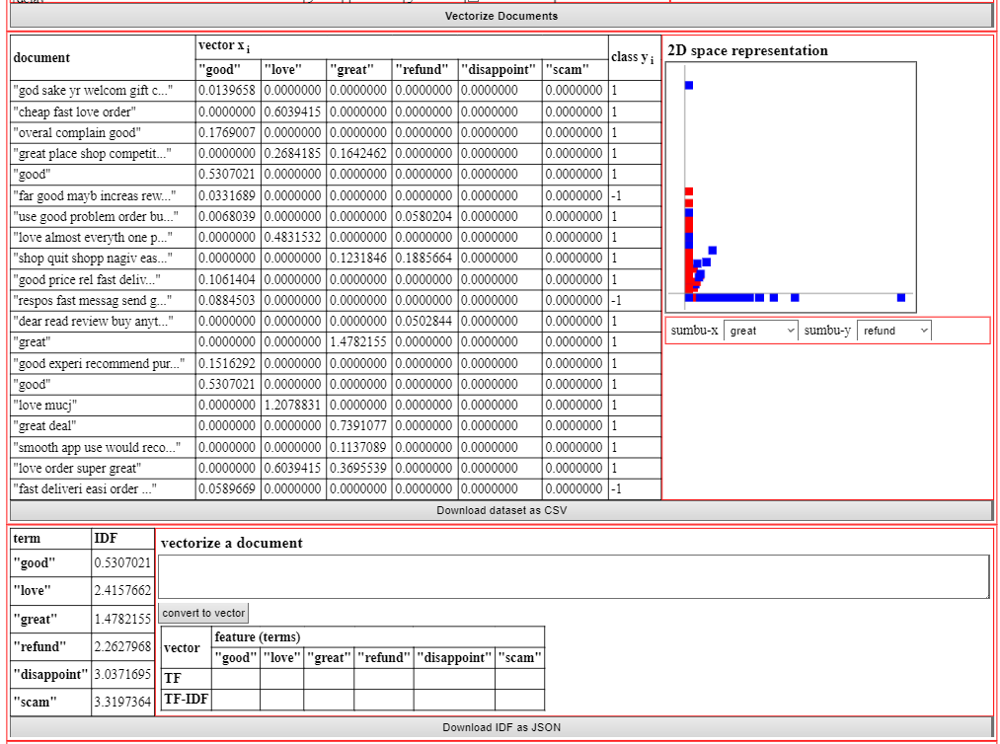 Vectorize Documents
document vector x i class y i
"good" "love" "great" "refund" "disappoint" "scam"
"god sake yr welcom gift c..." 0.0139658 0.0000000 0.0000000 0.0000000 0.0000000 0.0000000 1
"cheap fast love order" 0.0000000 0.6039415 0.0000000 0.0000000 0.0000000 0.0000000 1
"overal complain good" 0.1769007 0.0000000 0.0000000 0.0000000 0.0000000 0.0000000 1
"great place shop competit..." 0.0000000 0.2684185 0.1642462 0.0000000 0.0000000 0.0000000 1
"good" 0.5307021 0.0000000 0.0000000 0.0000000 0.0000000 0.0000000 1
"far good mayb increas rew..." 0.0331689 0.0000000 0.0000000 0.0000000 0.0000000 0.0000000 -1
"use good problem order bu..." 0.0068039 0.0000000 0.0000000 0.0580204 0.0000000 0.0000000 1
"love almost everyth one p..." 0.0000000 0.4831532 0.0000000 0.0000000 0.0000000 0.0000000 1
"shop quit shopp nagiv eas..." 0.0000000 0.0000000 0.1231846 0.1885664 0.0000000 0.0000000 1
"good price rel fast deliv..." 0.1061404 0.0000000 0.0000000 0.0000000 0.0000000 0.0000000 1
"respos fast messag send g..." 0.0884503 0.0000000 0.0000000 0.0000000 0.0000000 0.0000000 -1
"dear read review buy anyt..." 0.0000000 0.0000000 0.0000000 0.0502844 0.0000000 0.0000000 1
"great" 0.0000000 0.0000000 1.4782155 0.0000000 0.0000000 0.0000000 1
"good experi recommend pur..." 0.1516292 0.0000000 0.0000000 0.0000000 0.0000000 0.0000000 1
"good" 0.5307021 0.0000000 0.0000000 0.0000000 0.0000000 0.0000000 1
"love mucj" 0.0000000 1.2078831 0.0000000 0.0000000 0.0000000 0.0000000 1
"great deal" 0.0000000 0.0000000 0.7391077 0.0000000 0.0000000 0.0000000 1
"smooth app use would reco..." 0.0000000 0.0000000 0.1137089 0.0000000 0.0000000 0.0000000 1
"love order super great" 0.0000000 0.6039415 0.3695539 0.0000000 0.0000000 0.0000000 1
"fast deliveri easi order ..." 0.0589669 0.0000000 0.0000000 0.0000000 0.0000000 0.0000000 -1
2D space representation
sumbu-x great sumbu-y refund
Download dataset as CSV
term IDF
"good" 0.5307021
"love" 2.4157662
"great" 1.4782155
"refund" 2.2627968
"disappoint" 3.0371695
"scam" 3.3197364
vectorize a document
convert to vector
vector feature (terms)
"good" "love" "great" "refund" "disappoint" "scam"
TF
TF-IDF
Download IDF as JSON